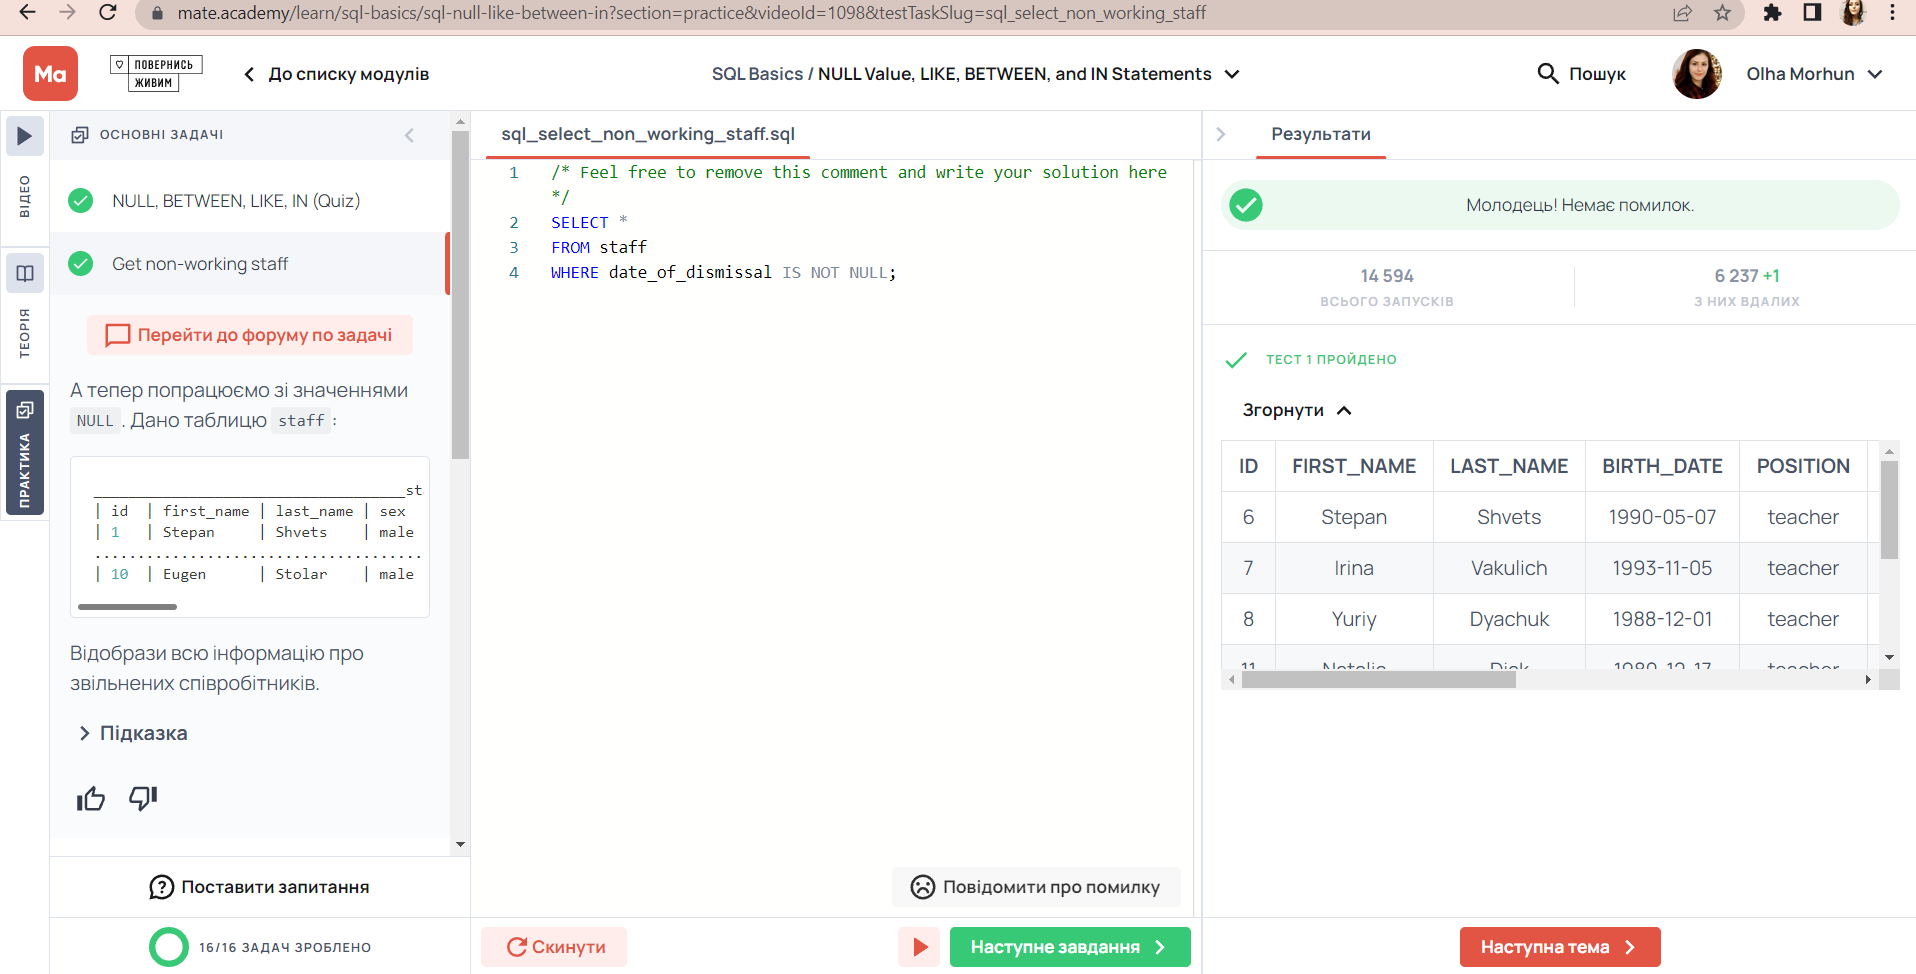 mate.academy/learn/sql-basics/sql-null-like-between-in?section=practice&videoId=1098&testTaskSlug=sql_select_non_working_staff
Ma
ПОВЕРНИСЬ
ЖИВИМ
До списку модулів
SQL Basics / NULL Value, LIKE, BETWEEN, and IN Statements
Пошук
Olha Morhun
ВІДЕО
ТЕОРІЯ
ПРАКТИКА
ОСНОВНІ ЗАДАЧІ
NULL, BETWEEN, LIKE, IN (Quiz)
Get non-working staff
Перейти до форуму по задачі
А тепер попрацюємо зі значеннями
NULL . Дано таблицю staff :
____________________________________st
| id | first_name | last_name | sex
| 1 | Stepan | Shvets | male
......................................
| 10 | Eugen | Stolar | male
Відобрази всю інформацію про
звільнених співробітників.
Підказка
Поставити запитання
16/16 ЗАДАЧ ЗРОБЛЕНО
sql_select_non_working_staff.sql
1 /* Feel free to remove this comment and write your solution here
*/
2 SELECT *
3 FROM staff
4 WHERE date_of_dismissal IS NOT NULL;
Повідомити про помилку
Скинути
Наступне завдання
Результати
Молодець! Немає помилок.
14 594 6 237 +1
ВСЬОГО ЗАПУСКІВ З НИХ ВДАЛИХ
ТЕСТ 1 ПРОЙДЕНО
Згорнути
ID FIRST_NAME LAST_NAME BIRTH_DATE POSITION
6 Stepan Shvets 1990-05-07 teacher
7 Irina Vakulich 1993-11-05 teacher
8 Yuriy Dyachuk 1988-12-01 teacher
11 Natalia 1980-12-17 teacher
Наступна тема